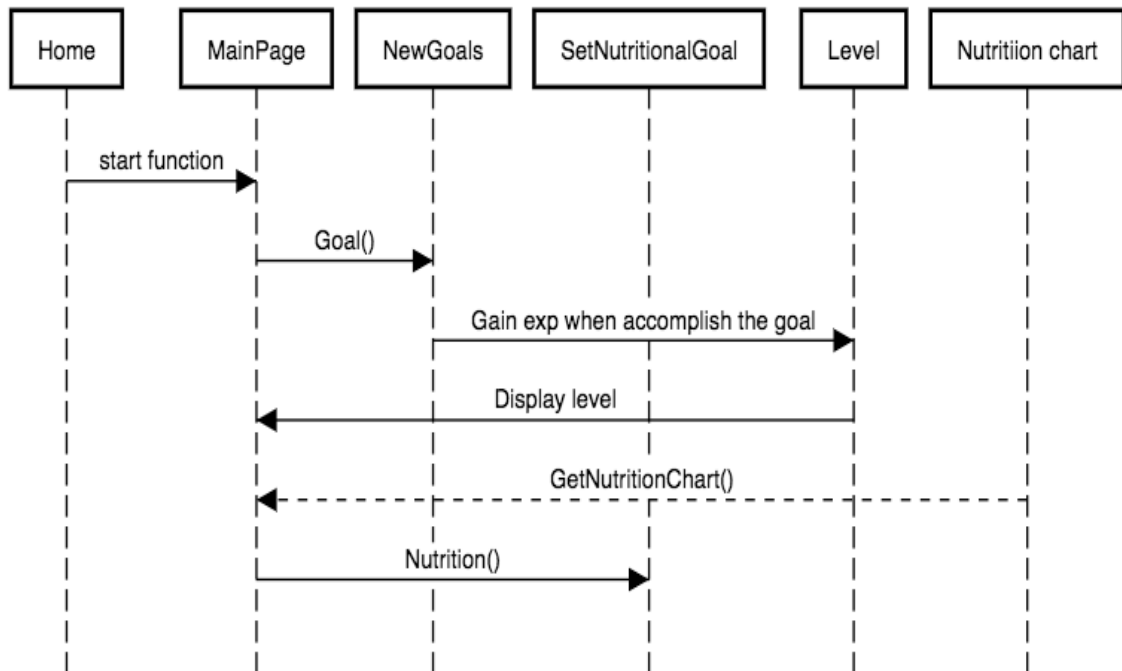 Home
MainPage
NewGoals
SetNutritionalGoal
Level
Nutritiion chart
start function
Goal()
Gain exp when accomplish the goal
Display level
GetNutritionChart()
Nutrition()